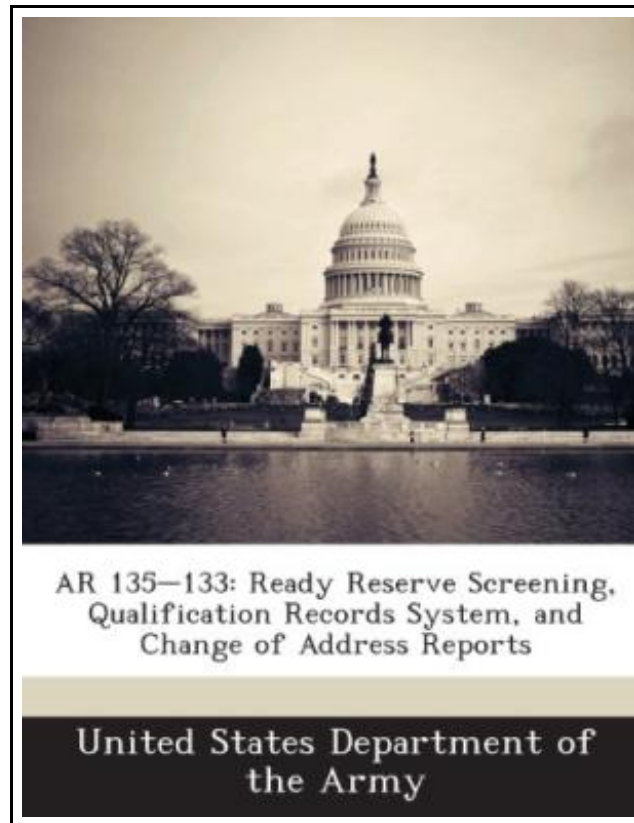 AR 135—133: Ready Reserve Screening,
Qualification Records System, and
Change of Address Reports
United States Department of
the Army